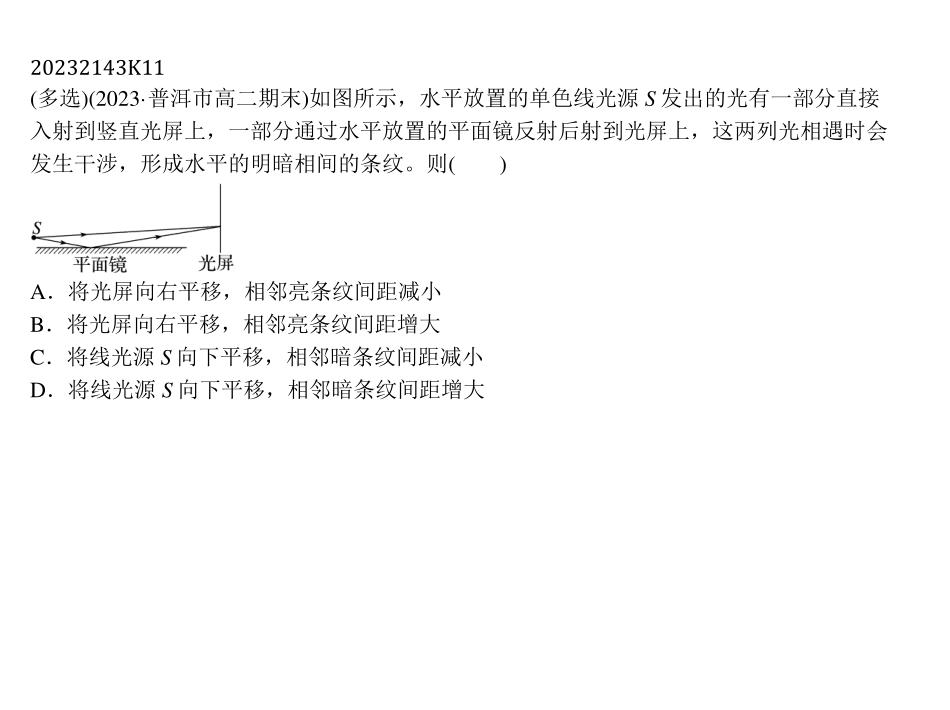 20232143K11
(多选)(2023·普洱市高二期末)如图所示，水平放置的单色线光源 S 发出的光有一部分直接
入射到竖直光屏上，一部分通过水平放置的平面镜反射后射到光屏上，这两列光相遇时会
发生干涉，形成水平的明暗相间的条纹。则(　　)
S
平面镜
光屏
A．将光屏向右平移，相邻亮条纹间距减小
B．将光屏向右平移，相邻亮条纹间距增大
C．将线光源 S 向下平移，相邻暗条纹间距减小
D．将线光源 S 向下平移，相邻暗条纹间距增大